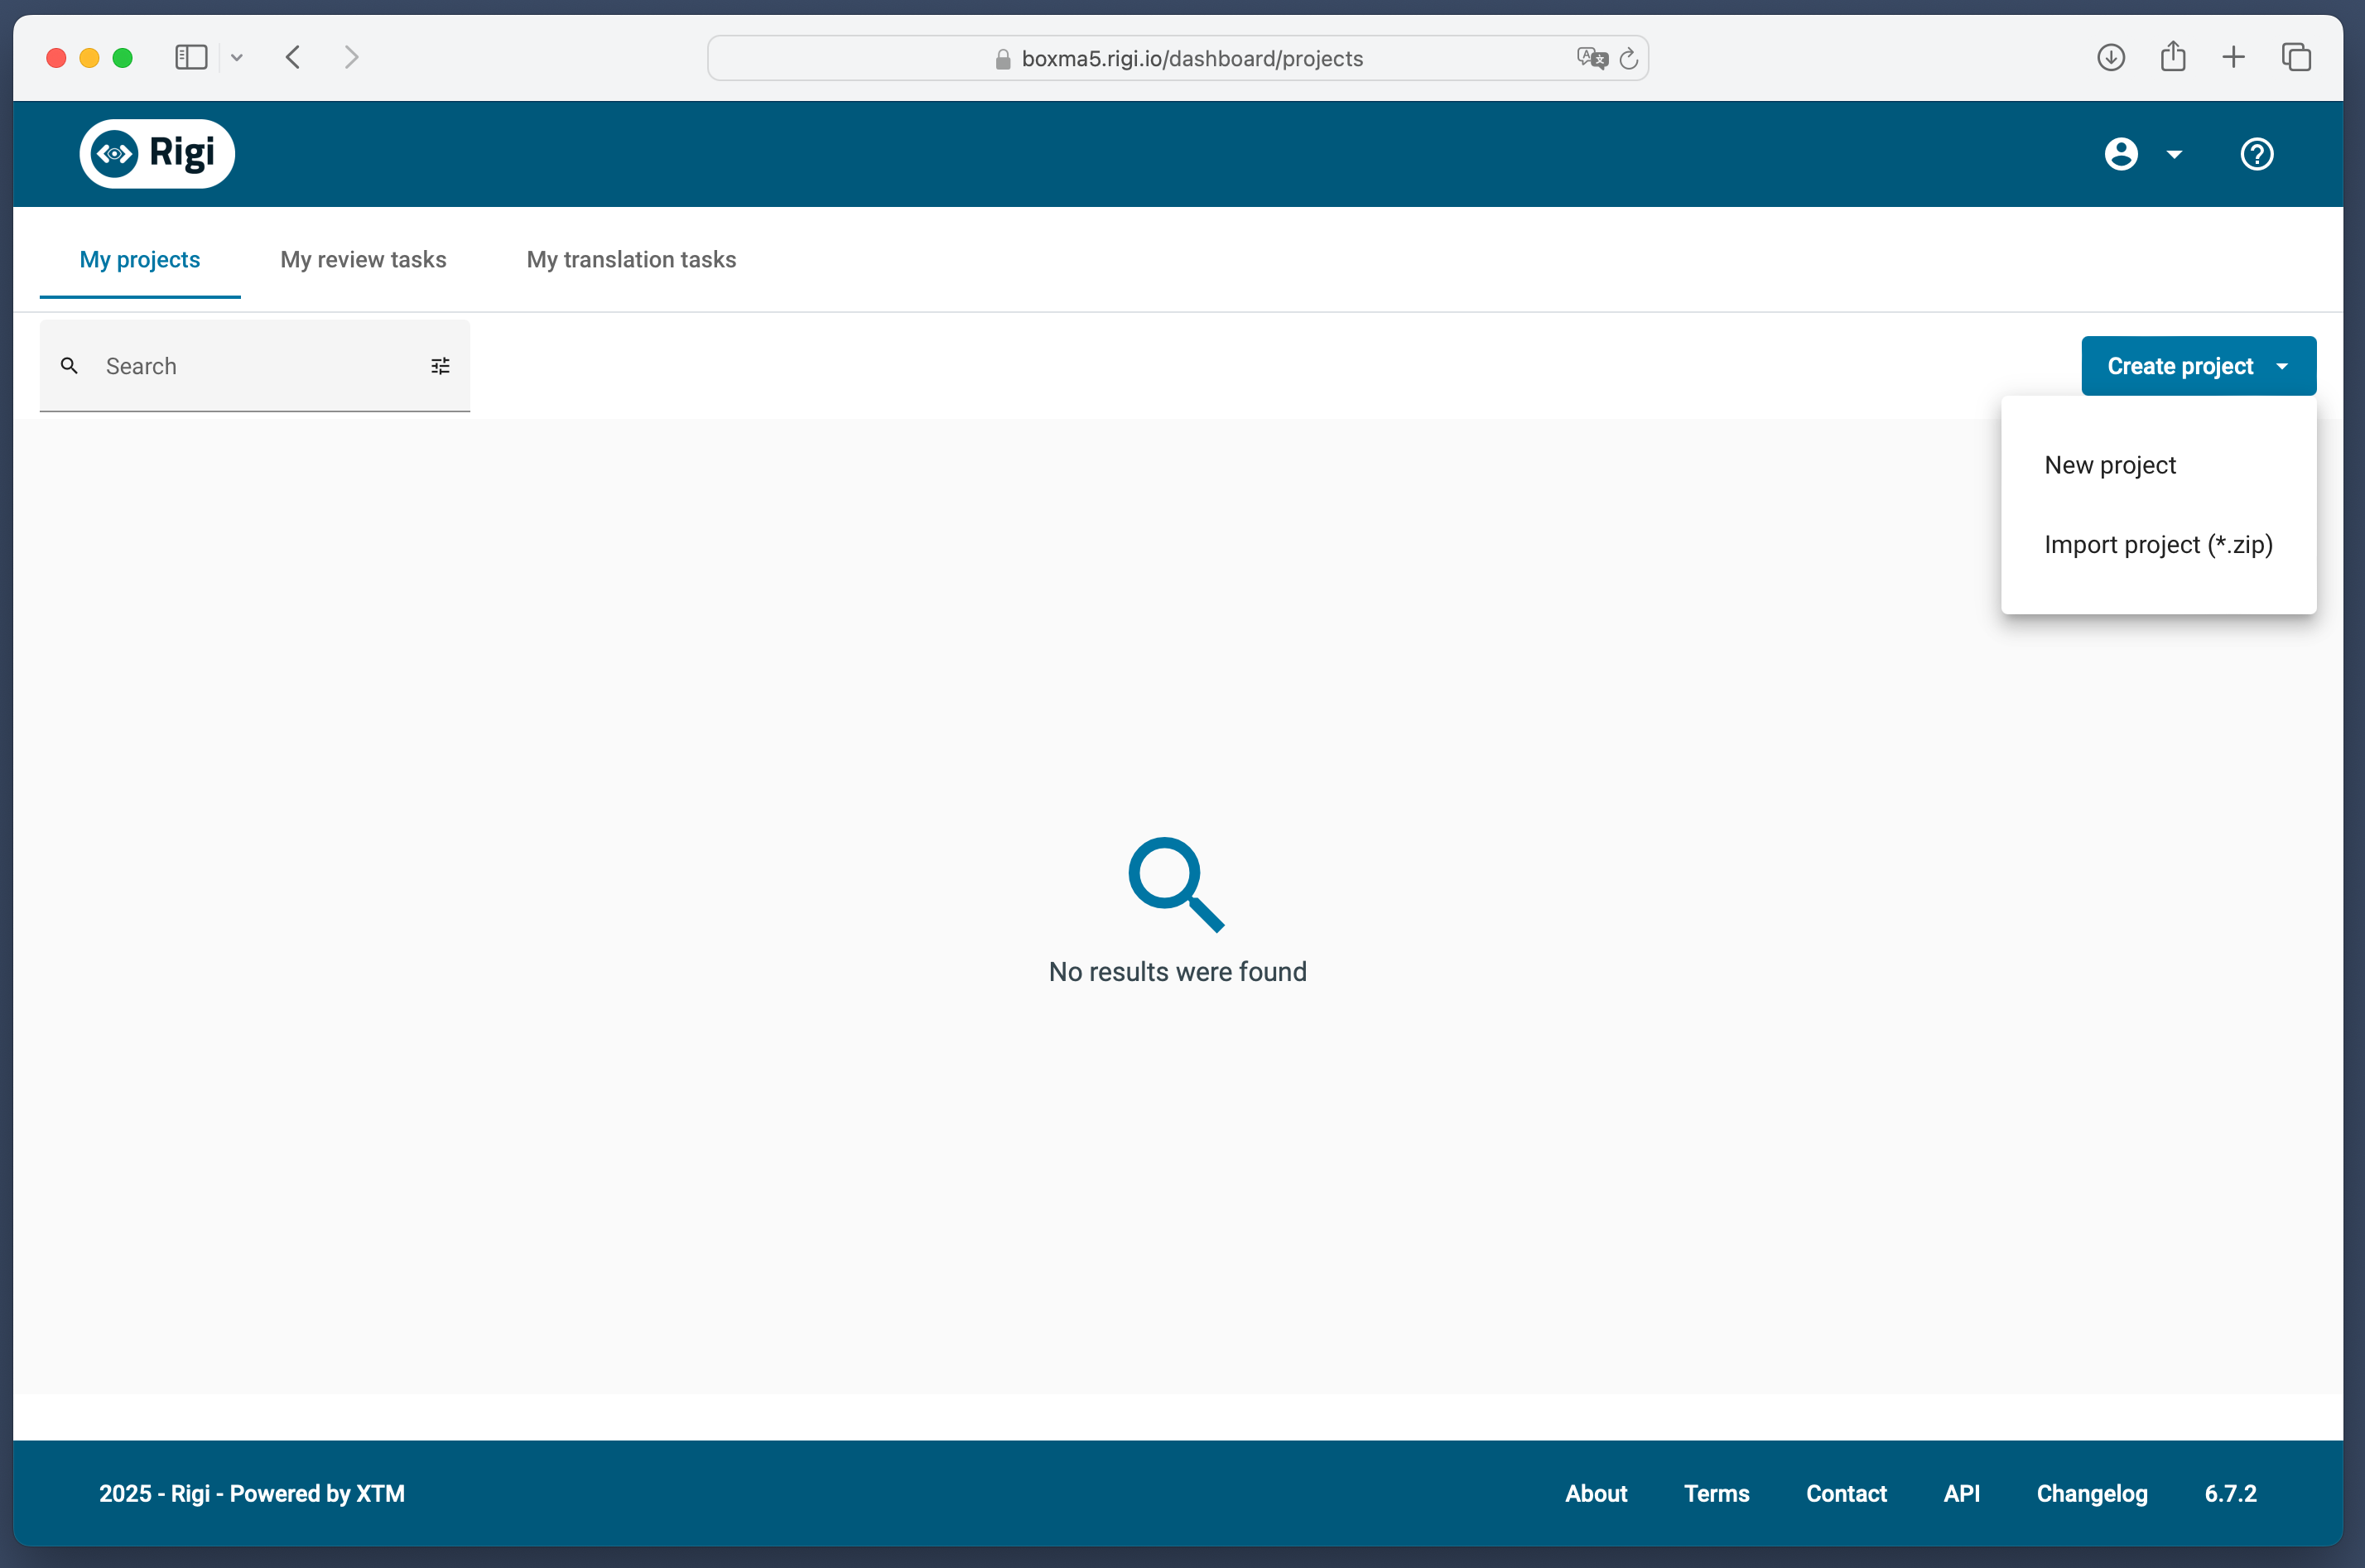 boxma5.rigi.io/dashboard/projects
Rigi
My projects
My review tasks
My translation tasks
Search
Create project
New project
Import project (*.zip)
No results were found
2025 - Rigi - Powered by XTM
About
Terms
Contact
API
Changelog
6.7.2